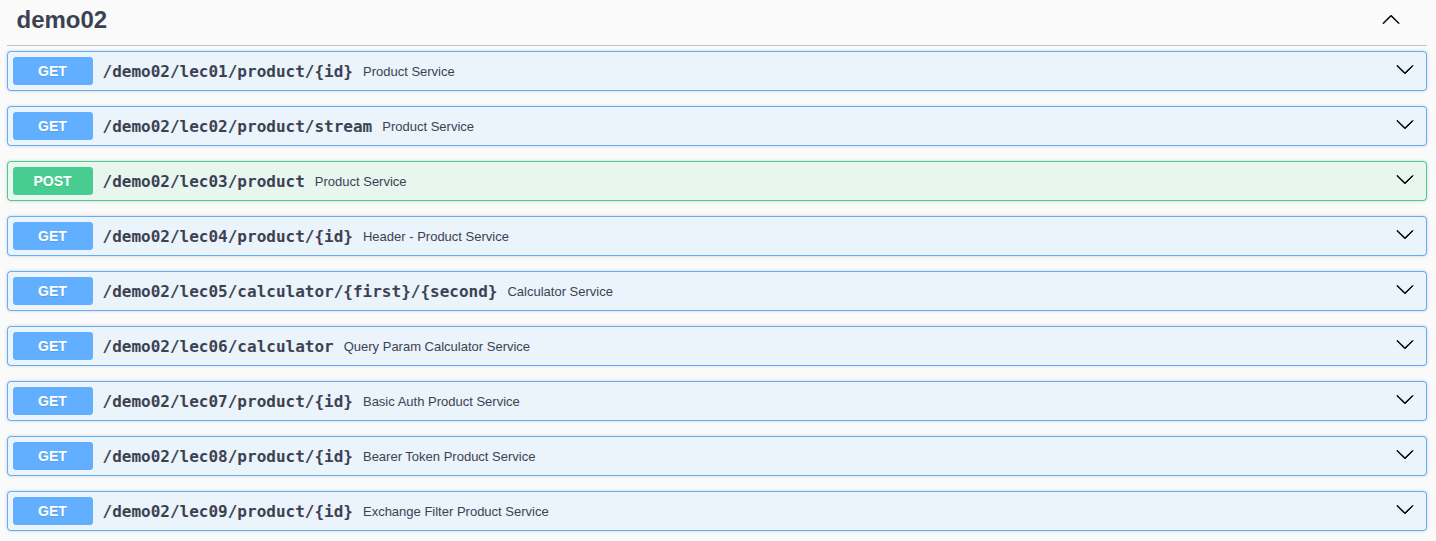 demo02
GET /demo02/lec01/product/{id} Product Service
GET /demo02/lec02/product/stream Product Service
POST /demo02/lec03/product Product Service
GET /demo02/lec04/product/{id} Header - Product Service
GET /demo02/lec05/calculator/{first}/{second} Calculator Service
GET /demo02/lec06/calculator Query Param Calculator Service
GET /demo02/lec07/product/{id} Basic Auth Product Service
GET /demo02/lec08/product/{id} Bearer Token Product Service
GET /demo02/lec09/product/{id} Exchange Filter Product Service